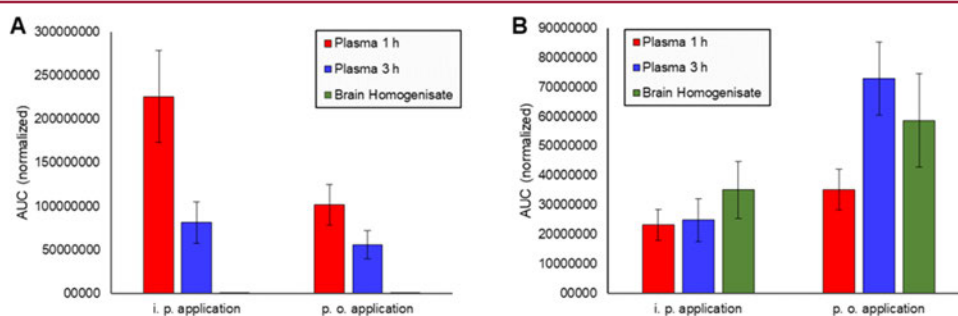 A
AUC (normalized)
300000000
250000000
200000000
150000000
100000000
50000000
00000
Plasma 1 h
Plasma 3 h
Brain Homogenisate
i. p. application
p. o. application
B
AUC (normalized)
90000000
80000000
70000000
60000000
50000000
40000000
30000000
20000000
10000000
00000
Plasma 1 h
Plasma 3 h
Brain Homogenisate
i. p. application
p. o. application